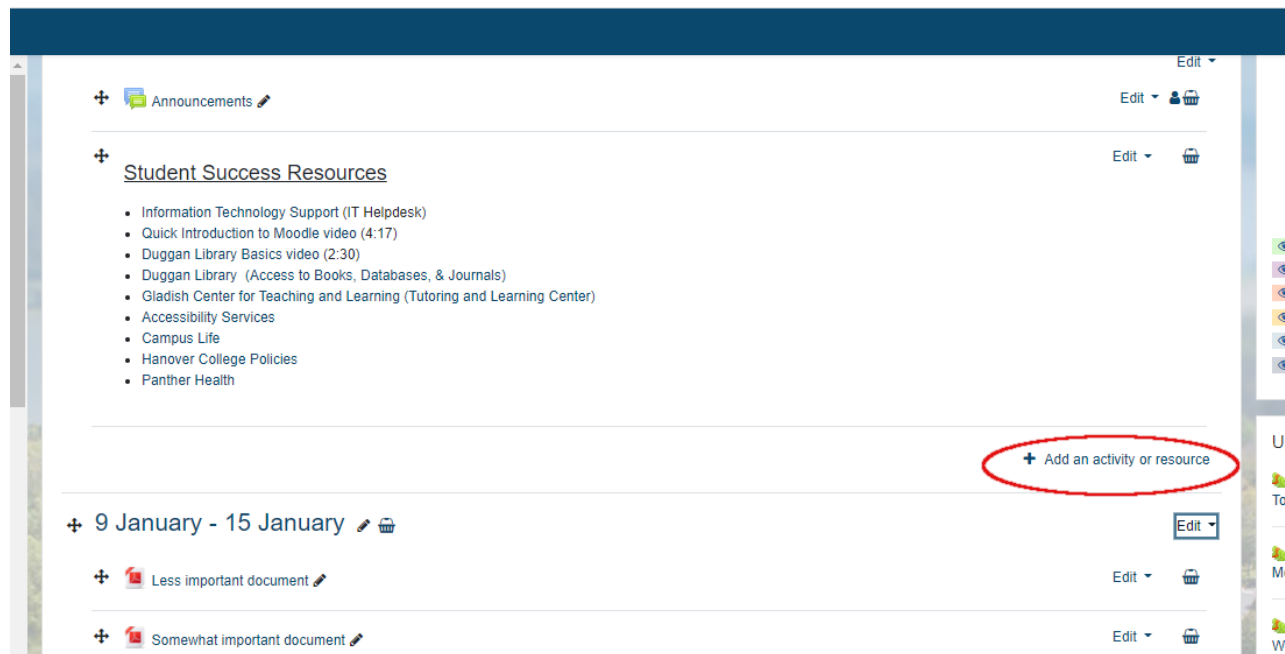 Edit
Announcements Edit
Student Success Resources Edit
Information Technology Support (IT Helpdesk)
Quick Introduction to Moodle video (4:17)
Duggan Library Basics video (2:30)
Duggan Library (Access to Books, Databases, & Journals)
Gladish Center for Teaching and Learning (Tutoring and Learning Center)
Accessibility Services
Campus Life
Hanover College Policies
Panther Health
+ Add an activity or resource
9 January - 15 January Edit
Less important document Edit
Somewhat important document Edit